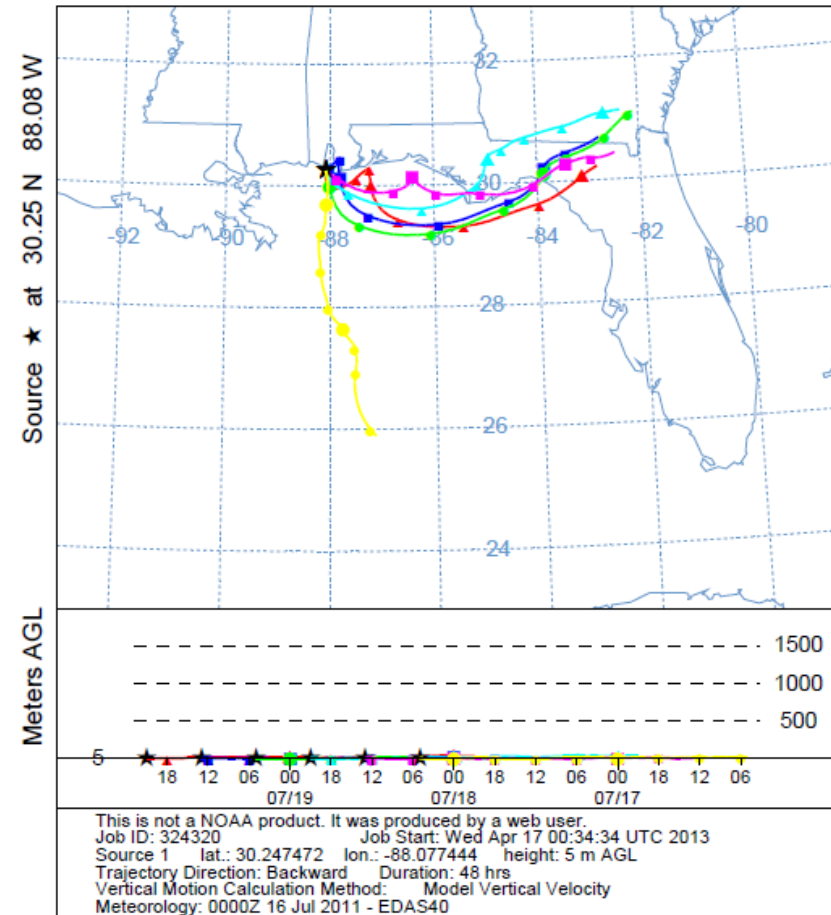 Source ★ at 30.25 N 88.08 W
32
30
-92
-90
-88
-86
-84
-82
-80
28
26
24
Meters AGL
1500
1000
500
5
18 12 06 00 18 12 06 00 18 12 06 00 18 12 06
07/19 07/18 07/17
This is not a NOAA product. It was produced by a web user.
Job ID: 324320 Job Start: Wed Apr 17 00:34:34 UTC 2013
Source 1 lat.: 30.247472 lon.: -88.077444 height: 5 m AGL
Trajectory Direction: Backward Duration: 48 hrs
Vertical Motion Calculation Method: Model Vertical Velocity
Meteorology: 0000Z 16 Jul 2011 - EDAS40